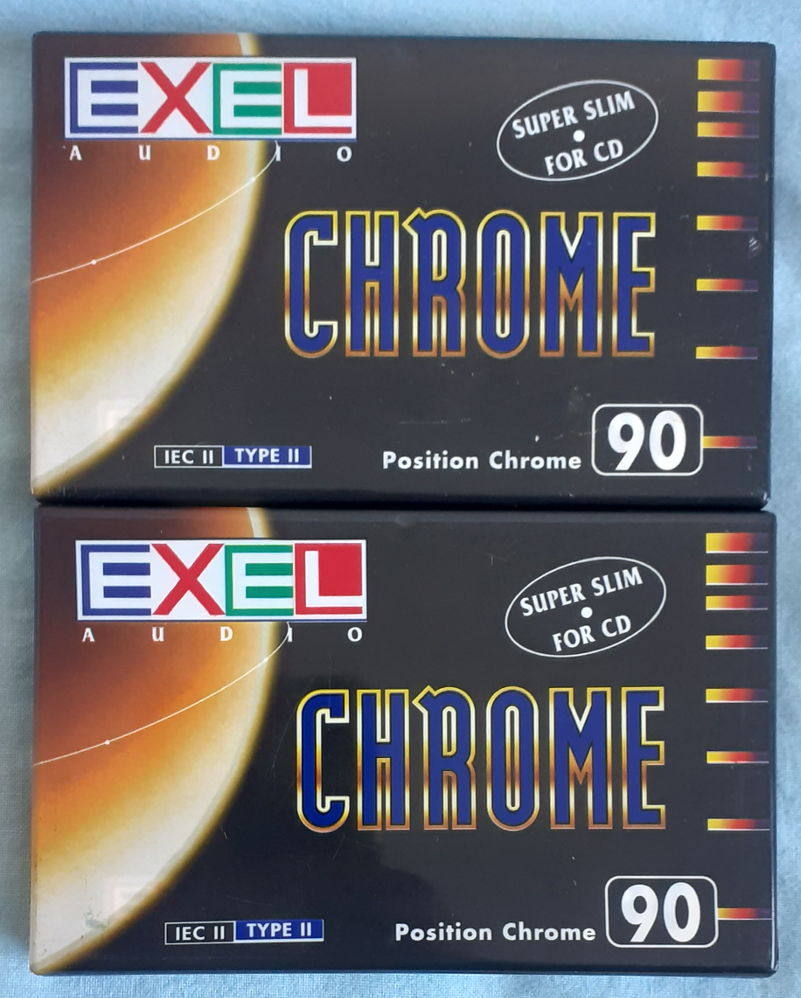 EXEL
AUDIO
SUPER SLIM
FOR CD
CHROME
IEC II TYPE II
Position Chrome 90
EXEL
AUDIO
SUPER SLIM
FOR CD
CHROME
IEC II TYPE II
Position Chrome 90